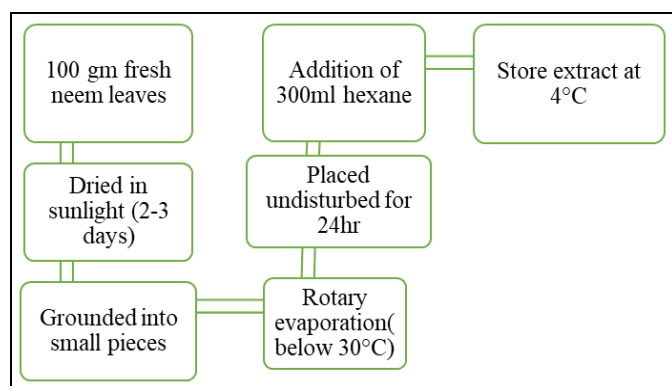 100 gm fresh
neem leaves
Dried in
sunlight (2-3
days)
Grounded into
small pieces
Rotary
evaporation(
below 30°C)
Placed
undisturbed for
24hr
Addition of
300ml hexane
Store extract at
4°C